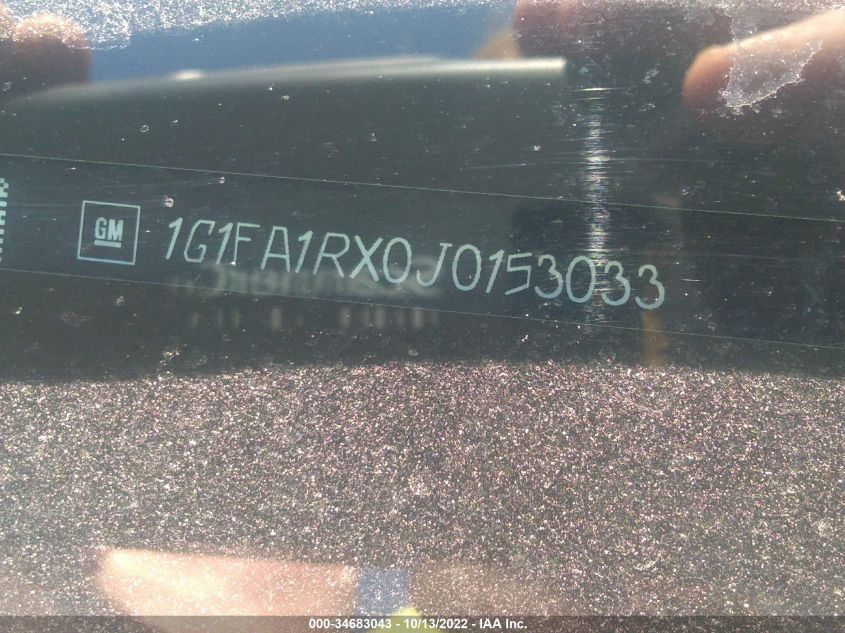 GM 1G1FA1RX0J0153033
000-34683043 - 10/13/2022 - IAA Inc.